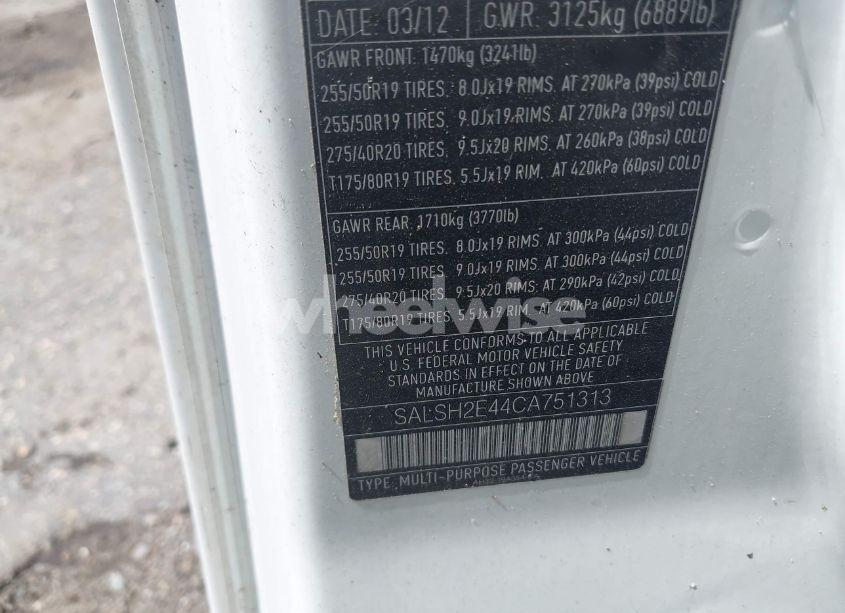 DATE: 03/12 GWR: 3125kg (6889lb)
GAWR FRONT: 1470kg (3241lb)
255/50R19 TIRES. 8.0Jx19 RIMS. AT 270kPa (39psi) COLD
255/50R19 TIRES. 9.0Jx19 RIMS. AT 270kPa (39psi) COLD
275/40R20 TIRES. 9.5Jx20 RIMS. AT 260kPa (38psi) COLD
T175/80R19 TIRES. 5.5Jx19 RIM. AT 420kPa (60psi) COLD
GAWR REAR: 1710kg (3770lb)
255/50R19 TIRES. 8.0Jx19 RIMS. AT 300kPa (44psi) COLD
255/50R19 TIRES. 9.0Jx19 RIMS. AT 300kPa (44psi) COLD
275/40R20 TIRES. 9.5Jx20 RIMS. AT 290kPa (42psi) COLD
T175/80R19 TIRES. 5.5Jx19 RIM. AT 420kPa (60psi) COLD
wheelwise
THIS VEHICLE CONFORMS TO ALL APPLICABLE
U.S. FEDERAL MOTOR VEHICLE SAFETY
STANDARDS IN EFFECT ON THE DATE OF
MANUFACTURE SHOWN ABOVE.
SALSH2E44CA751313
TYPE: MULTI-PURPOSE PASSENGER VEHICLE